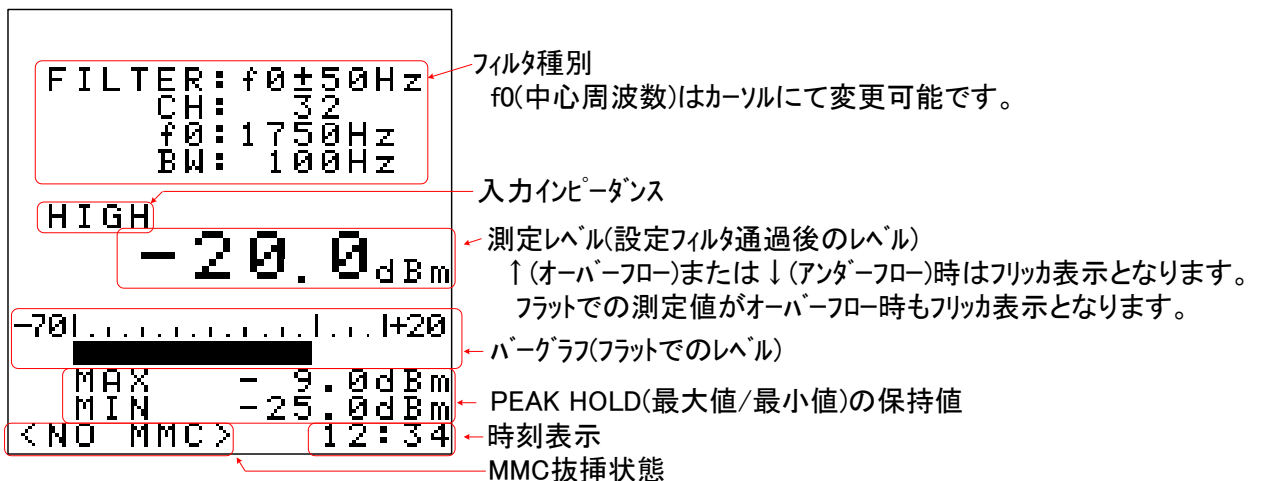 FILTER:f0±50Hz
CH: 32
f0:1750Hz
BW: 100Hz
フィルタ種別
f0(中心周波数)はカーソルにて変更可能です。
HIGH
入力インピーダンス
-20.0dBm
測定レベル(設定フィルタ通過後のレベル)
↑(オーバーフロー)または↓(アンダーフロー)時はフリッカ表示となります。
フラットでの測定値がオーバーフロー時もフリッカ表示となります。
-70|..........|...|+20
バーグラフ(フラットでのレベル)
MAX - 9.0dBm
MIN -25.0dBm
PEAK HOLD(最大値/最小値)の保持値
<NO MMC> 12:34
時刻表示
MMC抜挿状態